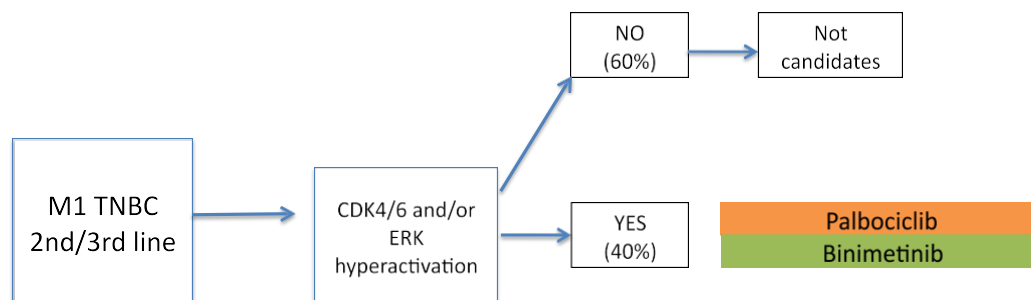 M1 TNBC
2nd/3rd line
CDK4/6 and/or
ERK
hyperactivation
NO
(60%)
Not
candidates
YES
(40%)
Palbociclib
Binimetinib